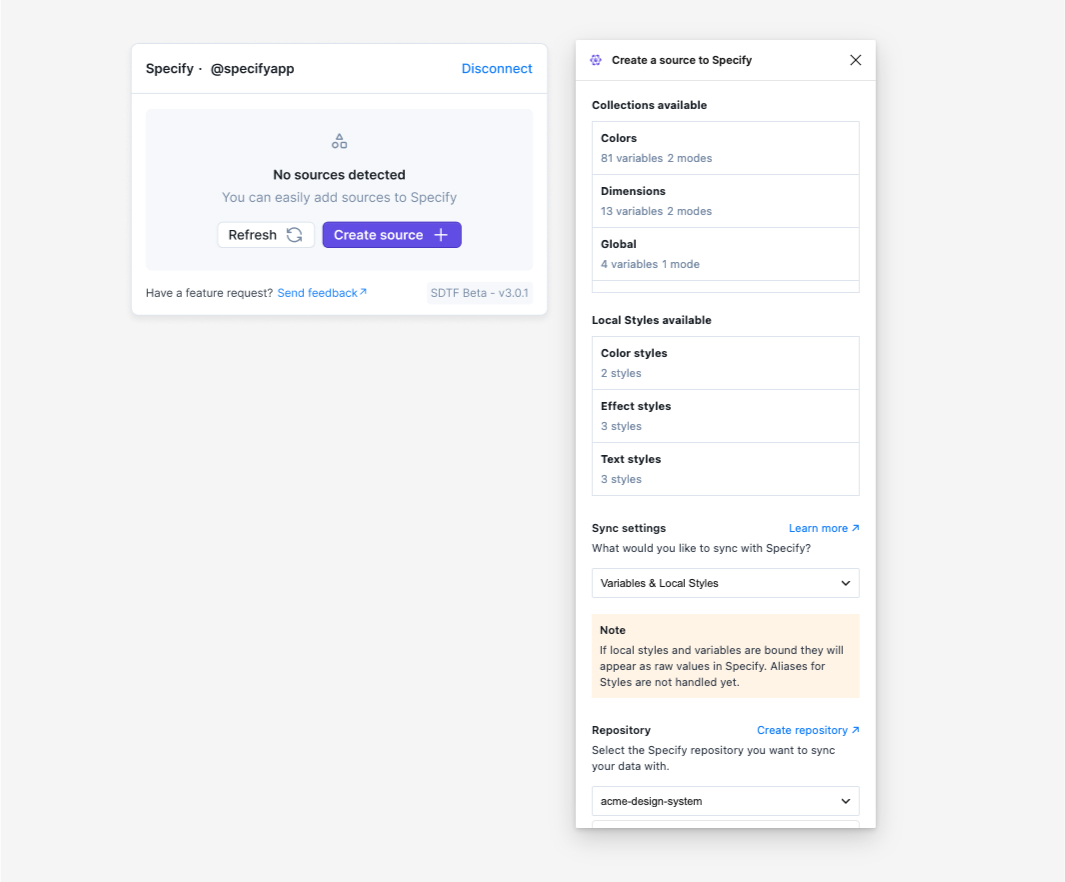 Specify · @specifyapp
Disconnect
No sources detected
You can easily add sources to Specify
Refresh
Create source
Have a feature request? Send feedback↗
SDTF Beta - v3.0.1
Create a source to Specify
Collections available
Colors
81 variables 2 modes
Dimensions
13 variables 2 modes
Global
4 variables 1 mode
Local Styles available
Color styles
2 styles
Effect styles
3 styles
Text styles
3 styles
Sync settings
Learn more ↗
What would you like to sync with Specify?
Variables & Local Styles
Note
If local styles and variables are bound they will
appear as raw values in Specify. Aliases for
Styles are not handled yet.
Repository
Create repository ↗
Select the Specify repository you want to sync
your data with.
acme-design-system